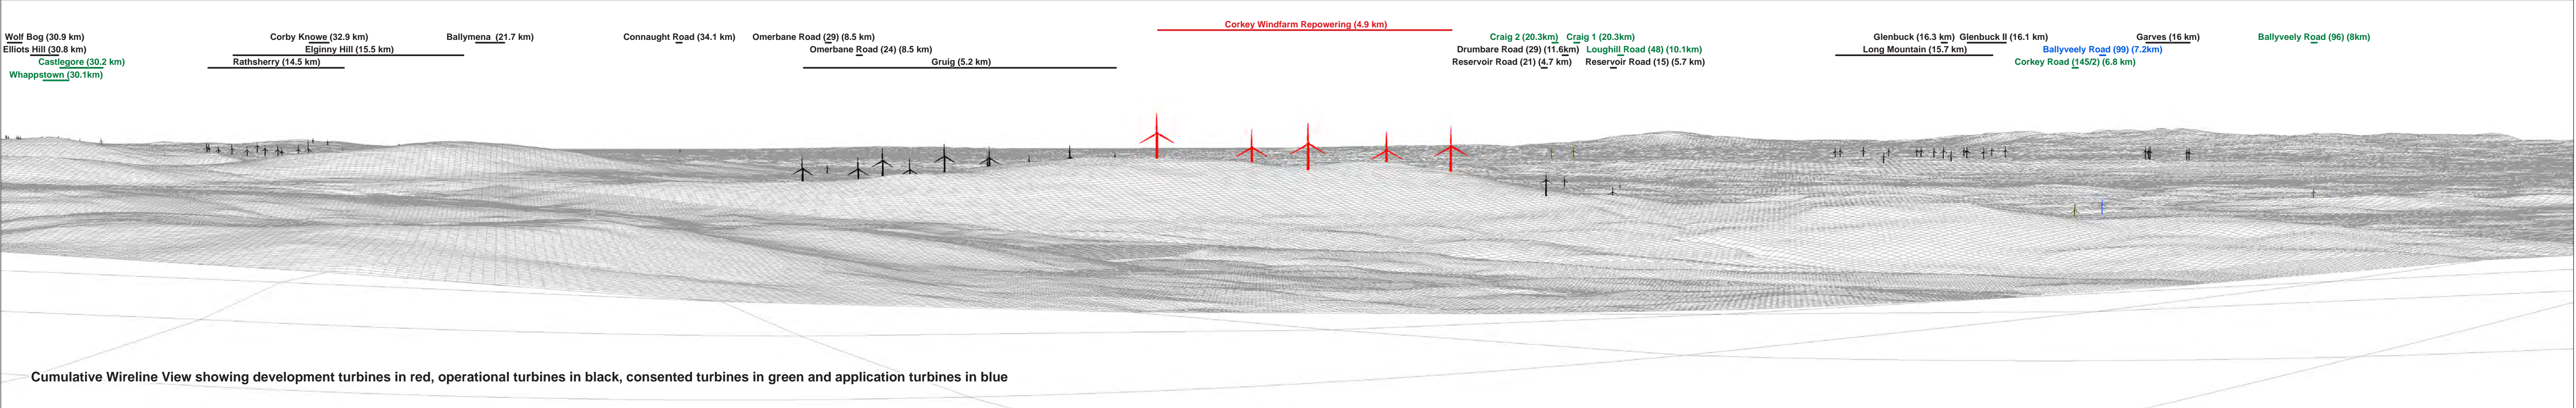 Corkey Windfarm Repowering (4.9 km)
Wolf Bog (30.9 km)
Corby Knowe (32.9 km)
Ballymena (21.7 km)
Connaught Road (34.1 km)
Omerbane Road (29) (8.5 km)
Craig 2 (20.3km)
Craig 1 (20.3km)
Glenbuck (16.3 km)
Glenbuck II (16.1 km)
Garves (16 km)
Ballyveely Road (96) (8km)
Elliots Hill (30.8 km)
Elginny Hill (15.5 km)
Omerbane Road (24) (8.5 km)
Drumbare Road (29) (11.6km)
Loughill Road (48) (10.1km)
Long Mountain (15.7 km)
Ballyveely Road (99) (7.2km)
Castlegore (30.2 km)
Rathsherry (14.5 km)
Gruig (5.2 km)
Reservoir Road (21) (4.7 km)
Reservoir Road (15) (5.7 km)
Corkey Road (145/2) (6.8 km)
Whappstown (30.1km)
Cumulative Wireline View showing development turbines in red, operational turbines in black, consented turbines in green and application turbines in blue